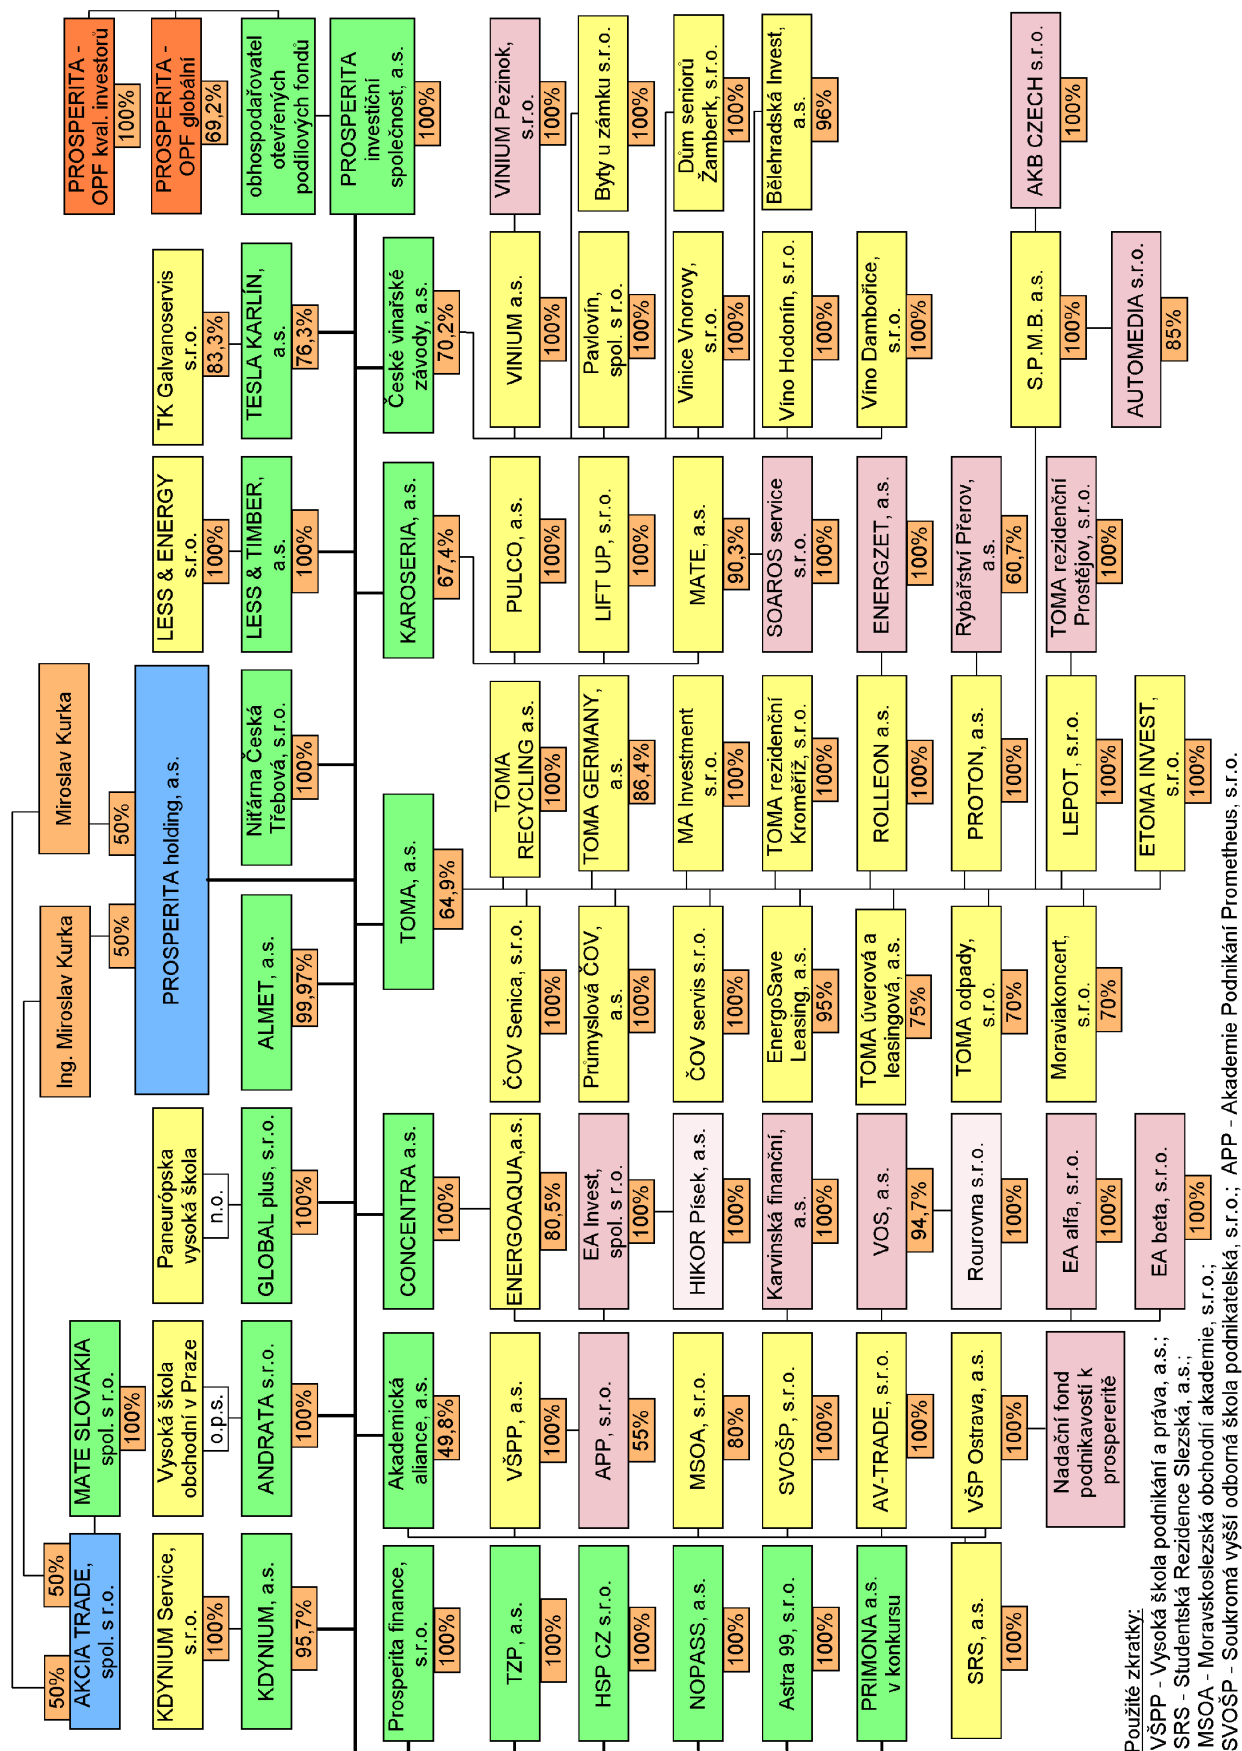 50%
50%
AKCIA TRADE,
spol. s r.o.
MATE SLOVAKIA
spol. s r.o.
100%
Ing. Miroslav Kurka
50%
Miroslav Kurka
50%
PROSPERITA holding, a.s.
PROSPERITA -
OPF kval. investorů
100%
PROSPERITA -
OPF globální
69,2%
KDYNIUM Service,
s.r.o.
100%
Vysoká škola
obchodní v Praze
o.p.s.
Paneurópska
vysoká škola
n.o.
LESS & ENERGY
s.r.o.
100%
TK Galvanoservis
s.r.o.
83,3%
obhospodařovatel
otevřených
podílových fondů
KDYNIUM, a.s.
95,7%
ANDRATA s.r.o.
100%
GLOBAL plus, s.r.o.
100%
ALMET, a.s.
99,97%
Niťárna Česká
Třebová, s.r.o.
100%
LESS & TIMBER,
a.s.
100%
TESLA KARLÍN,
a.s.
76,3%
PROSPERITA
investiční
společnost, a.s.
100%
Prosperita finance,
s.r.o.
100%
Akademická
aliance, a.s.
49,8%
CONCENTRA a.s.
100%
TOMA, a.s.
64,9%
KAROSERIA, a.s.
67,4%
České vinařské
závody, a.s.
70,2%
TZP, a.s.
100%
VŠPP, a.s.
100%
ENERGOAQUA,a.s.
80,5%
ČOV Senica, s.r.o.
100%
TOMA
RECYCLING a.s.
100%
PULCO, a.s.
100%
VINIUM a.s.
100%
VINIUM Pezinok,
s.r.o.
100%
HSP CZ s.r.o.
100%
APP, s.r.o.
55%
EA Invest,
spol. s r.o.
100%
Průmyslová ČOV,
a.s.
100%
TOMA GERMANY,
a.s.
86,4%
LIFT UP, s.r.o.
100%
Pavlovín,
spol. s r.o.
100%
Byty u zámku s.r.o.
100%
NOPASS, a.s.
100%
MSOA, s.r.o.
80%
HIKOR Písek, a.s.
100%
ČOV servis s.r.o.
100%
MA Investment
s.r.o.
100%
MATE, a.s.
90,3%
Vinice Vnorovy,
s.r.o.
100%
Dům seniorů
Žamberk, s.r.o.
100%
Astra 99, s.r.o.
100%
SVOŠP, s.r.o.
100%
Karvinská finanční,
a.s.
100%
EnergoSave
Leasing, a.s.
95%
TOMA rezidenční
Kroměříž, s.r.o.
100%
SOAROS service
s.r.o.
100%
Víno Hodonín, s.r.o.
100%
Bělehradská Invest,
a.s.
96%
PRIMONA a.s.
v konkursu
AV-TRADE, s.r.o.
100%
VOS, a.s.
94,7%
TOMA úverová a
leasingová, a.s.
75%
ROLLEON a.s.
100%
ENERGZET, a.s.
100%
Víno Dambořice,
s.r.o.
100%
SRS, a.s.
100%
VŠP Ostrava, a.s.
100%
Rourovna s.r.o.
100%
TOMA odpady,
s.r.o.
70%
PROTON, a.s.
100%
Rybářství Přerov,
a.s.
60,7%
S.P.M.B. a.s.
100%
AKB CZECH s.r.o.
100%
Nadační fond
podnikavosti k
prospereritě
EA alfa, s.r.o.
100%
Moraviakoncert,
s.r.o.
70%
LEPOT, s.r.o.
100%
TOMA rezidenční
Prostějov, s.r.o.
100%
AUTOMEDIA s.r.o.
85%
EA beta, s.r.o.
100%
ETOMA INVEST,
s.r.o.
100%
Použité zkratky:
VŠPP - Vysoká škola podnikání a práva, a.s.;
SRS - Studentská Rezidence Slezská, a.s.;
MSOA - Moravskoslezská obchodní akademie, s.r.o.;
SVOŠP - Soukromá vyšší odborná škola podnikatelská, s.r.o.; APP - Akademie Podnikání Prometheus, s.r.o.